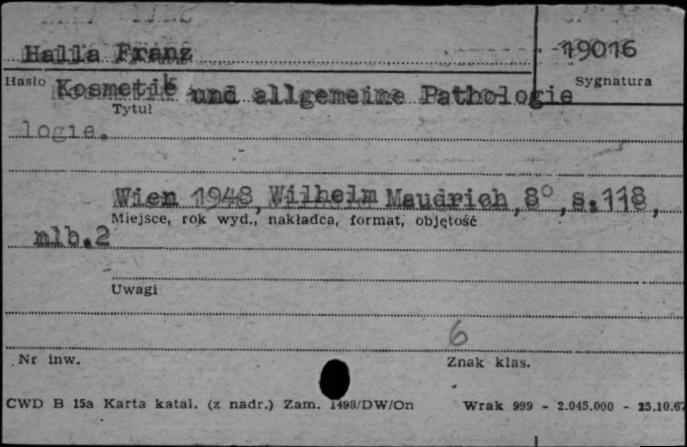 Halla Franz
19016
Hasło
Sygnatura
Kosmetik und allgemeine Pathologie
Tytuł
logie.
Wien 1948, Wilhelm Maudrich, 8°, s.118,
Miejsce, rok wyd., nakładca, format, objętość
nlb.2
Uwagi
6
Nr inw.
Znak klas.
CWD B 15a Karta katal. (z nadr.) Zam. 1498/DW/On Wrak 999 - 2.045.000 - 25.10.67